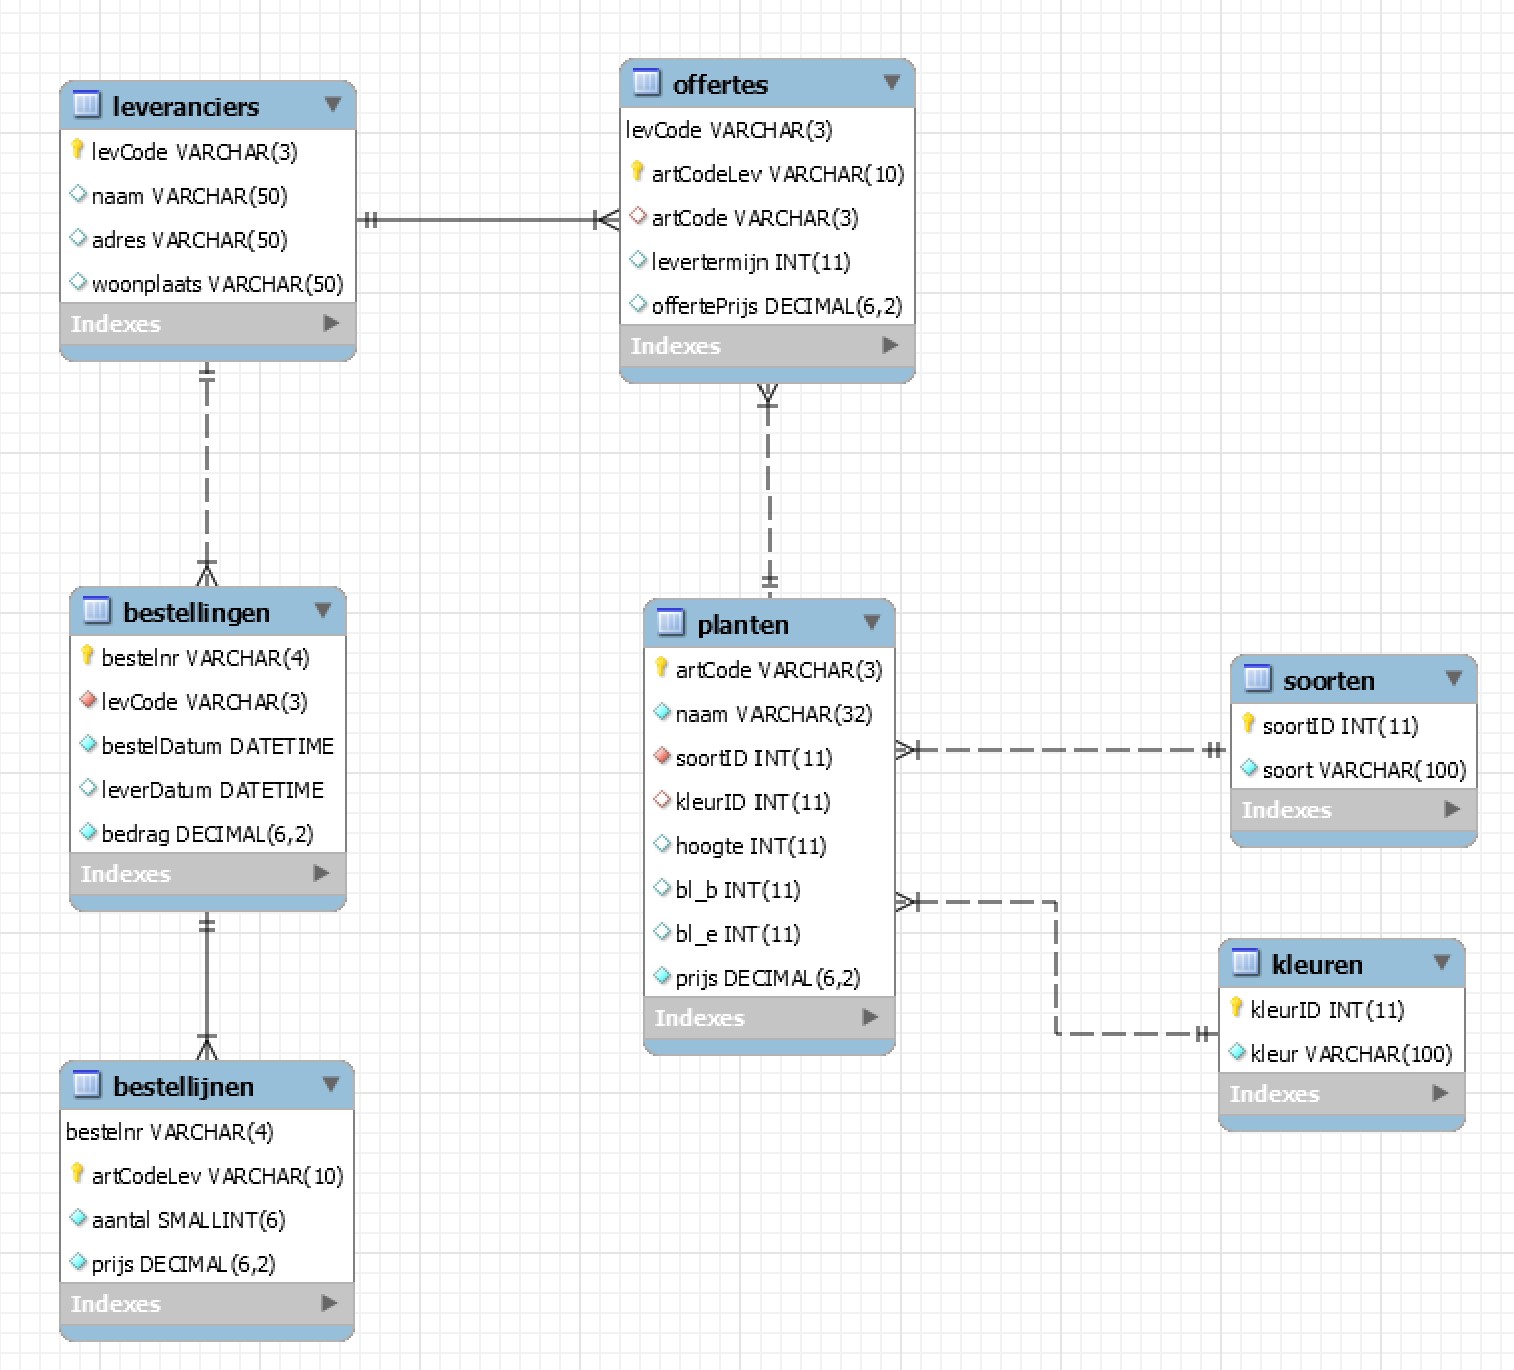 leveranciers
levCode VARCHAR(3)
naam VARCHAR(50)
adres VARCHAR(50)
woonplaats VARCHAR(50)
Indexes
offertes
levCode VARCHAR(3)
artCodeLev VARCHAR(10)
artCode VARCHAR(3)
levertermijn INT(11)
offertePrijs DECIMAL(6,2)
Indexes
bestellingen
bestelnr VARCHAR(4)
levCode VARCHAR(3)
bestelDatum DATETIME
leverDatum DATETIME
bedrag DECIMAL(6,2)
Indexes
planten
artCode VARCHAR(3)
naam VARCHAR(32)
soortID INT(11)
kleurID INT(11)
hoogte INT(11)
bl_b INT(11)
bl_e INT(11)
prijs DECIMAL(6,2)
Indexes
soorten
soortID INT(11)
soort VARCHAR(100)
Indexes
kleuren
kleurID INT(11)
kleur VARCHAR(100)
Indexes
bestellijnen
bestelnr VARCHAR(4)
artCodeLev VARCHAR(10)
aantal SMALLINT(6)
prijs DECIMAL(6,2)
Indexes